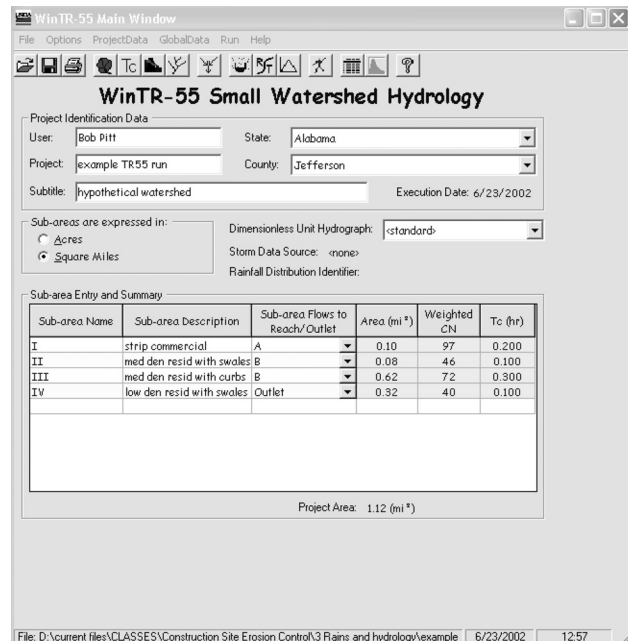 WinTR-55 Main Window
File Options ProjectData GlobalData Run Help
WinTR-55 Small Watershed Hydrology
Project Identification Data
User: Bob Pitt State: Alabama
Project: example TR55 run County: Jefferson
Subtitle: hypothetical watershed Execution Date: 6/23/2002
Sub-areas are expressed in:
Acres
Square Miles
Dimensionless Unit Hydrograph: <standard>
Storm Data Source: <none>
Rainfall Distribution Identifier:
Sub-area Entry and Summary
Sub-area Name Sub-area Description Sub-area Flows to Reach/Outlet Area (mi²) Weighted CN Tc (hr)
I strip commercial A 0.10 97 0.200
II med den resid with swales B 0.08 46 0.100
III med den resid with curbs B 0.62 72 0.300
IV low den resid with swales Outlet 0.32 40 0.100
Project Area: 1.12 (mi²)
File: D:\current files\CLASSES\Construction Site Erosion Control\3 Rains and hydrology\example 6/23/2002 12:57